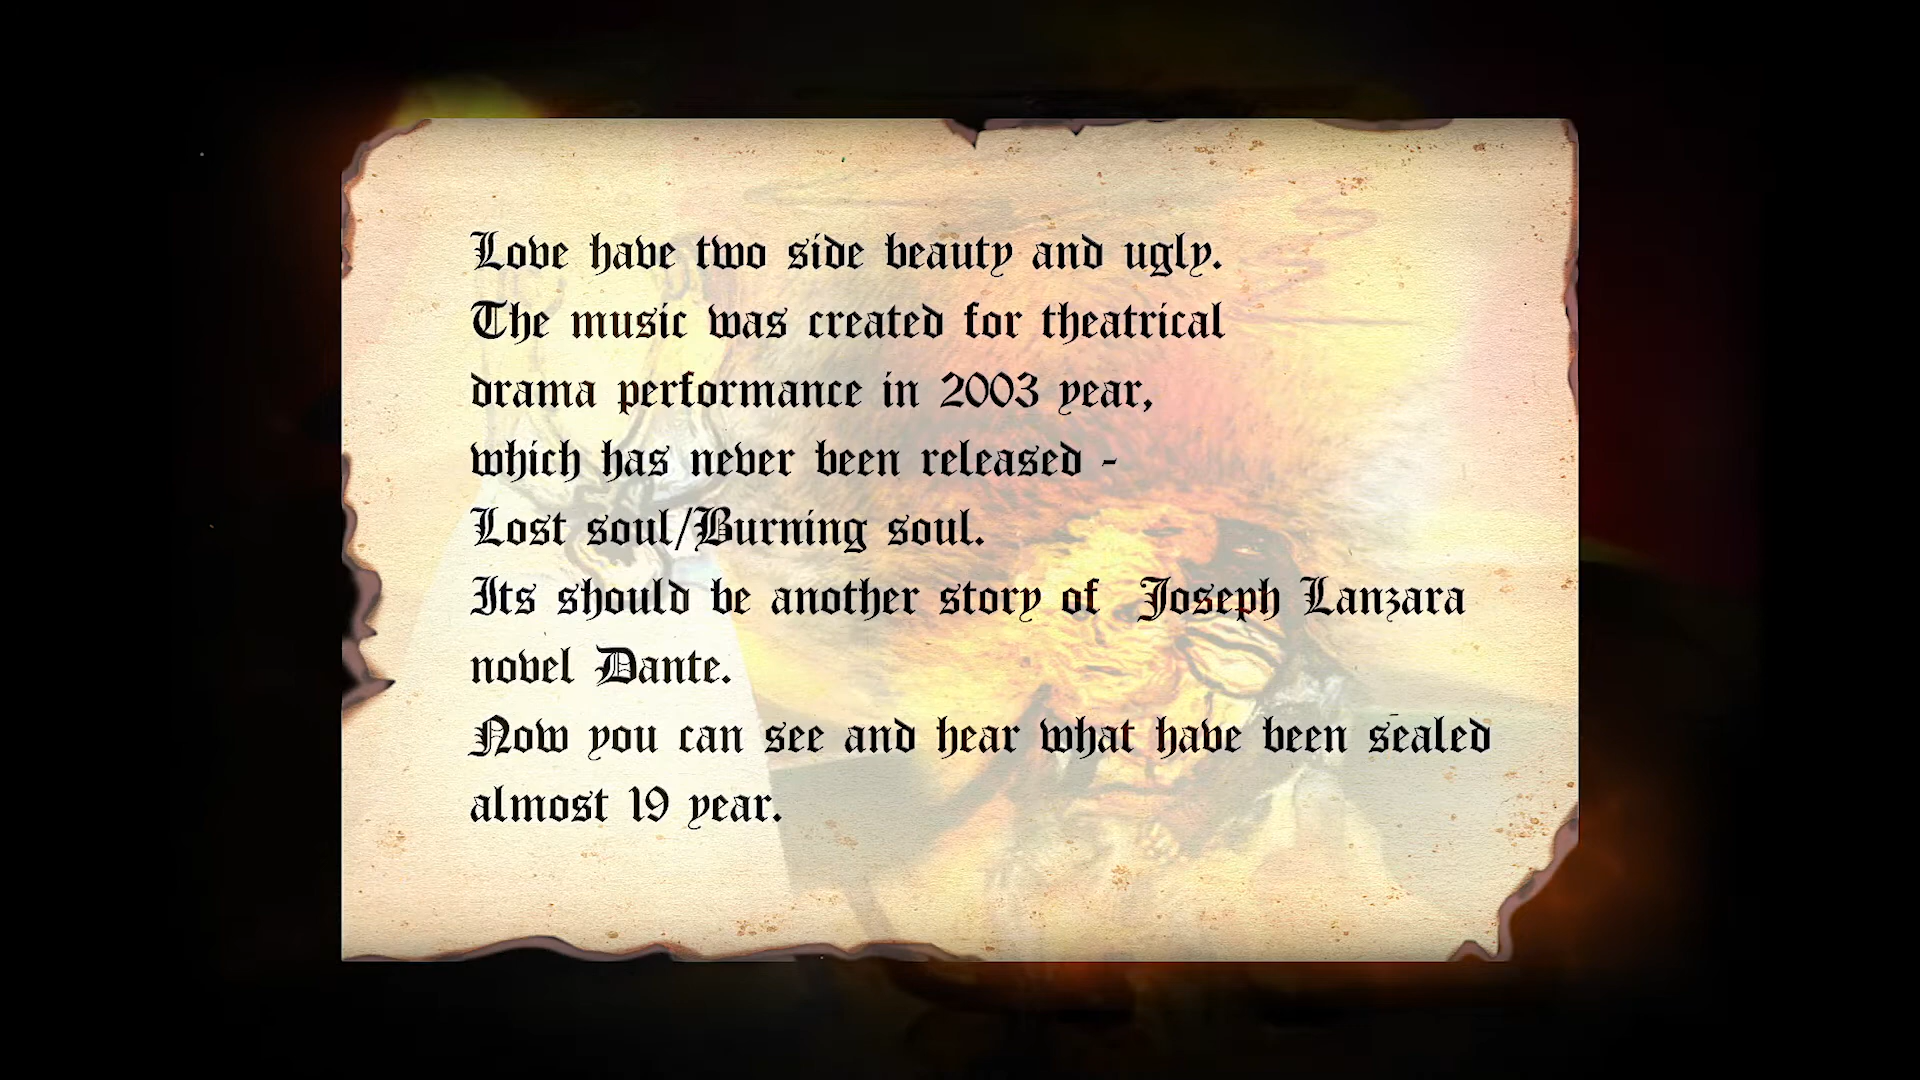 Love have two side beauty and ugly.
The music was created for theatrical
drama performance in 2003 year,
which has never been released -
Lost soul/Burning soul.
Its should be another story of Joseph Lanzara
novel Dante.
Now you can see and hear what have been sealed
almost 19 year.